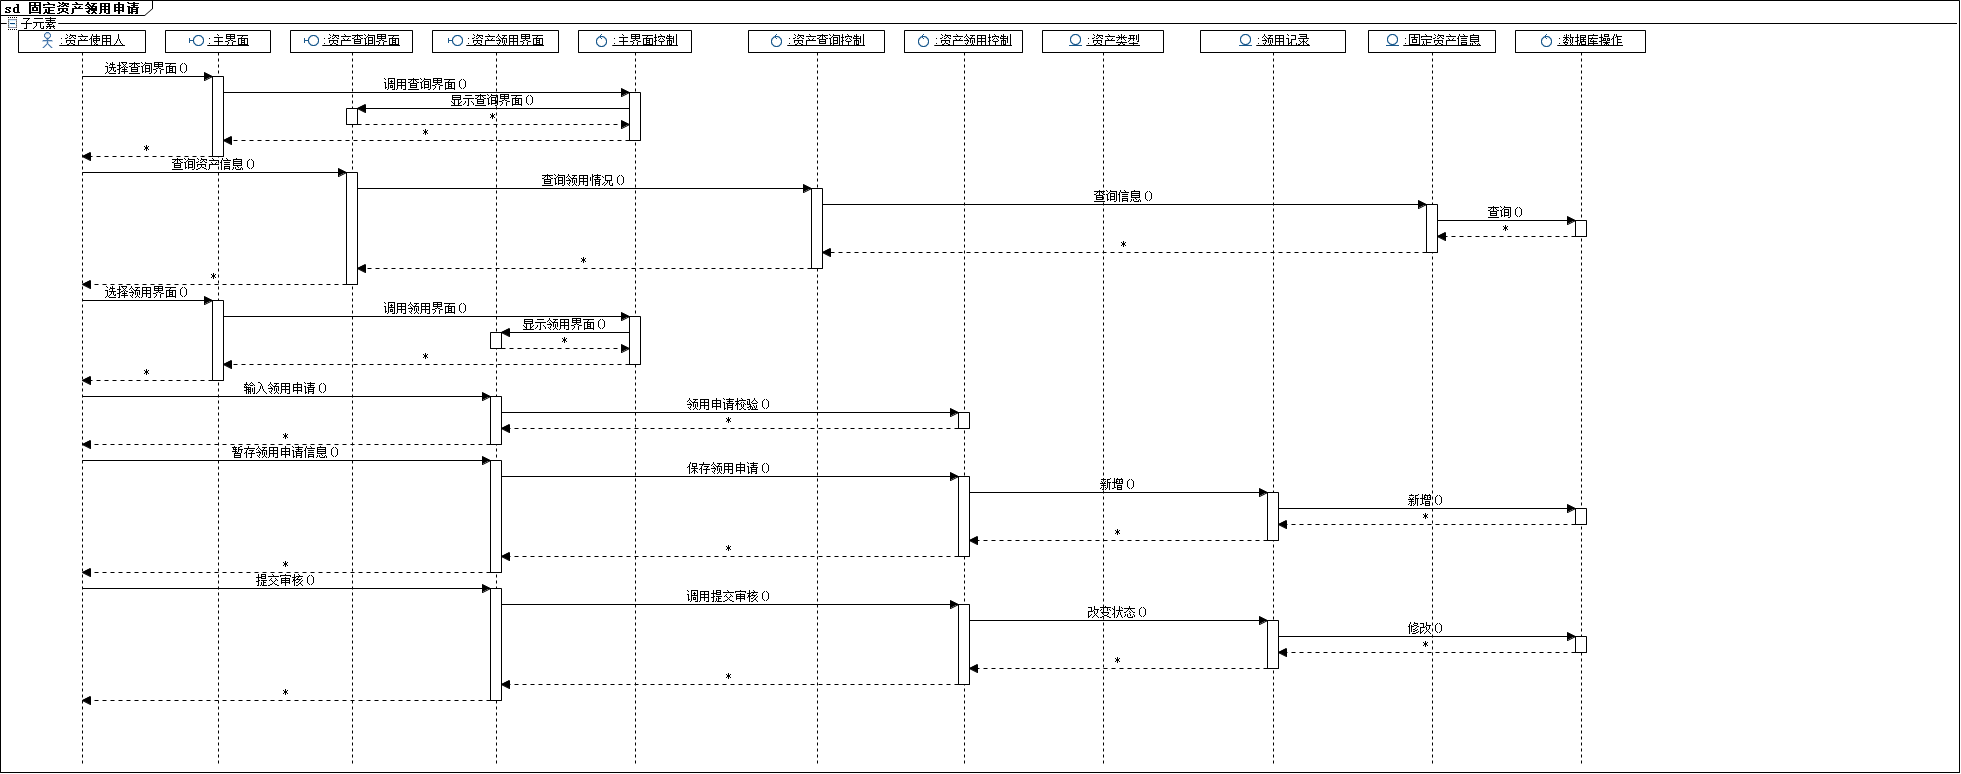 sd 固定资产领用申请
子元素
:资产使用人
:主界面
:资产查询界面
:资产领用界面
:主界面控制
:资产查询控制
:资产领用控制
:资产类型
:领用记录
:固定资产信息
:数据库操作
选择查询界面()
调用查询界面()
显示查询界面()
*
*
*
查询资产信息()
查询领用情况()
查询信息()
查询()
*
*
*
*
选择领用界面()
调用领用界面()
显示领用界面()
*
*
*
输入领用申请()
领用申请校验()
*
*
暂存领用申请信息()
保存领用申请()
新增()
新增()
*
*
*
*
提交审核()
调用提交审核()
改变状态()
修改()
*
*
*
*